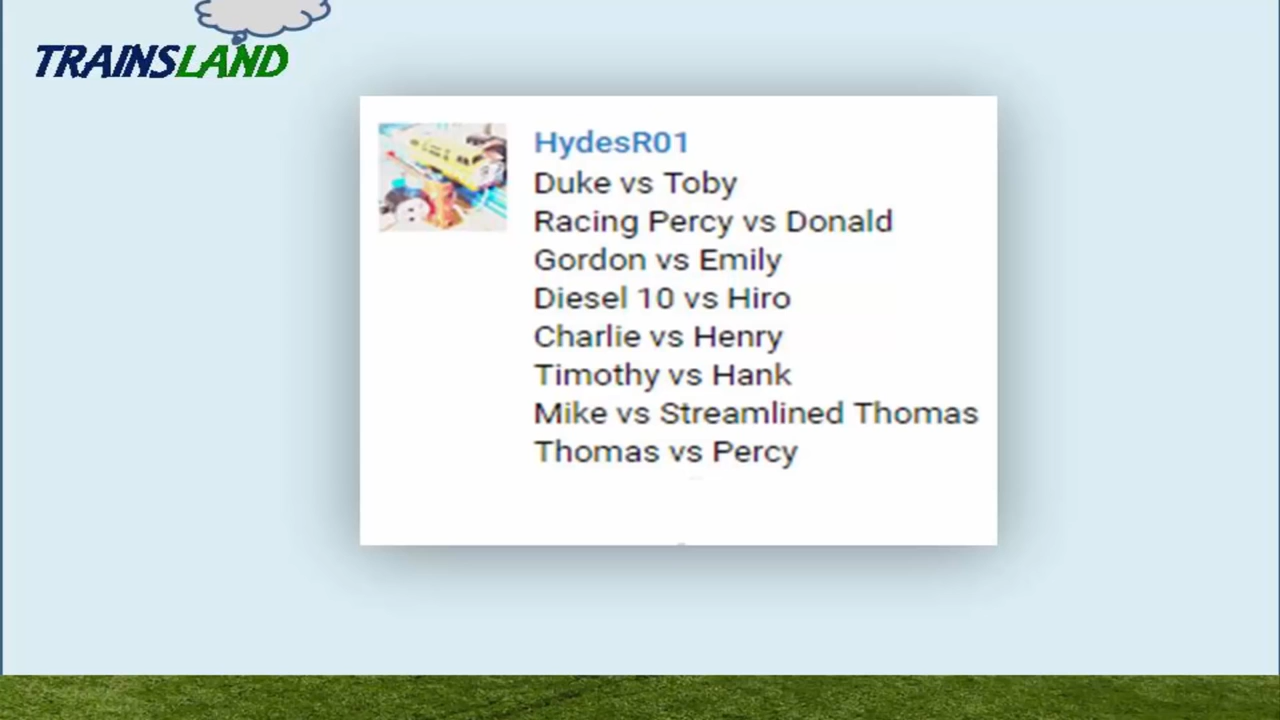 TRAINSLAND
HydesR01
Duke vs Toby
Racing Percy vs Donald
Gordon vs Emily
Diesel 10 vs Hiro
Charlie vs Henry
Timothy vs Hank
Mike vs Streamlined Thomas
Thomas vs Percy